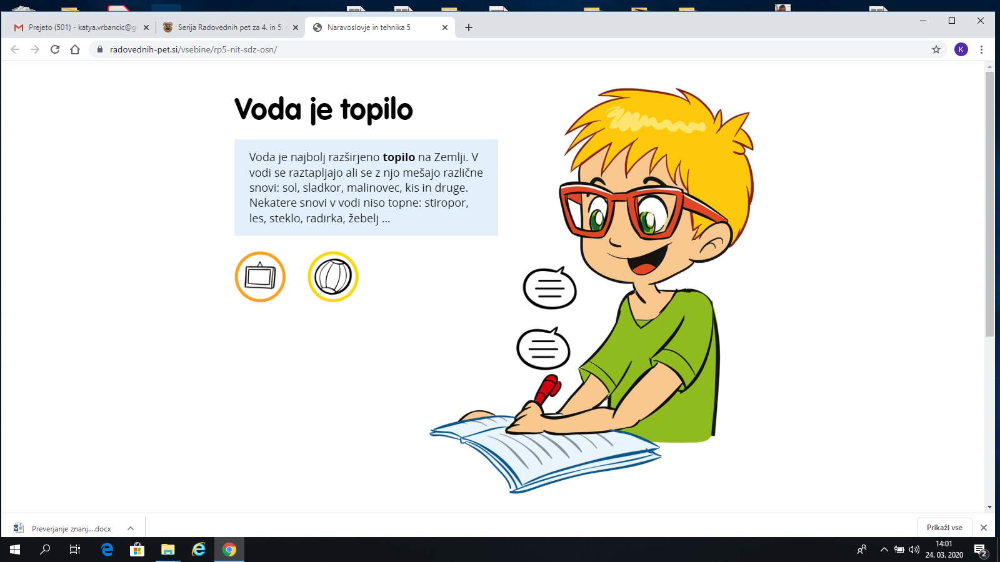 Prejeto (501) - katya.vrbancic@g
Serija Radovednih pet za 4. in 5.
Naravoslovje in tehnika 5
radovednih-pet.si/vsebine/rp5-nit-sdz-osn/
K
Voda je topilo
Voda je najbolj razširjeno topilo na Zemlji. V
vodi se raztapljajo ali se z njo mešajo različne
snovi: sol, sladkor, malinovec, kis in druge.
Nekatere snovi v vodi niso topne: stiropor,
les, steklo, radirka, žebelj ...
Preverjanje znanj....docx
Prikaži vse
14:01
24. 03. 2020
2